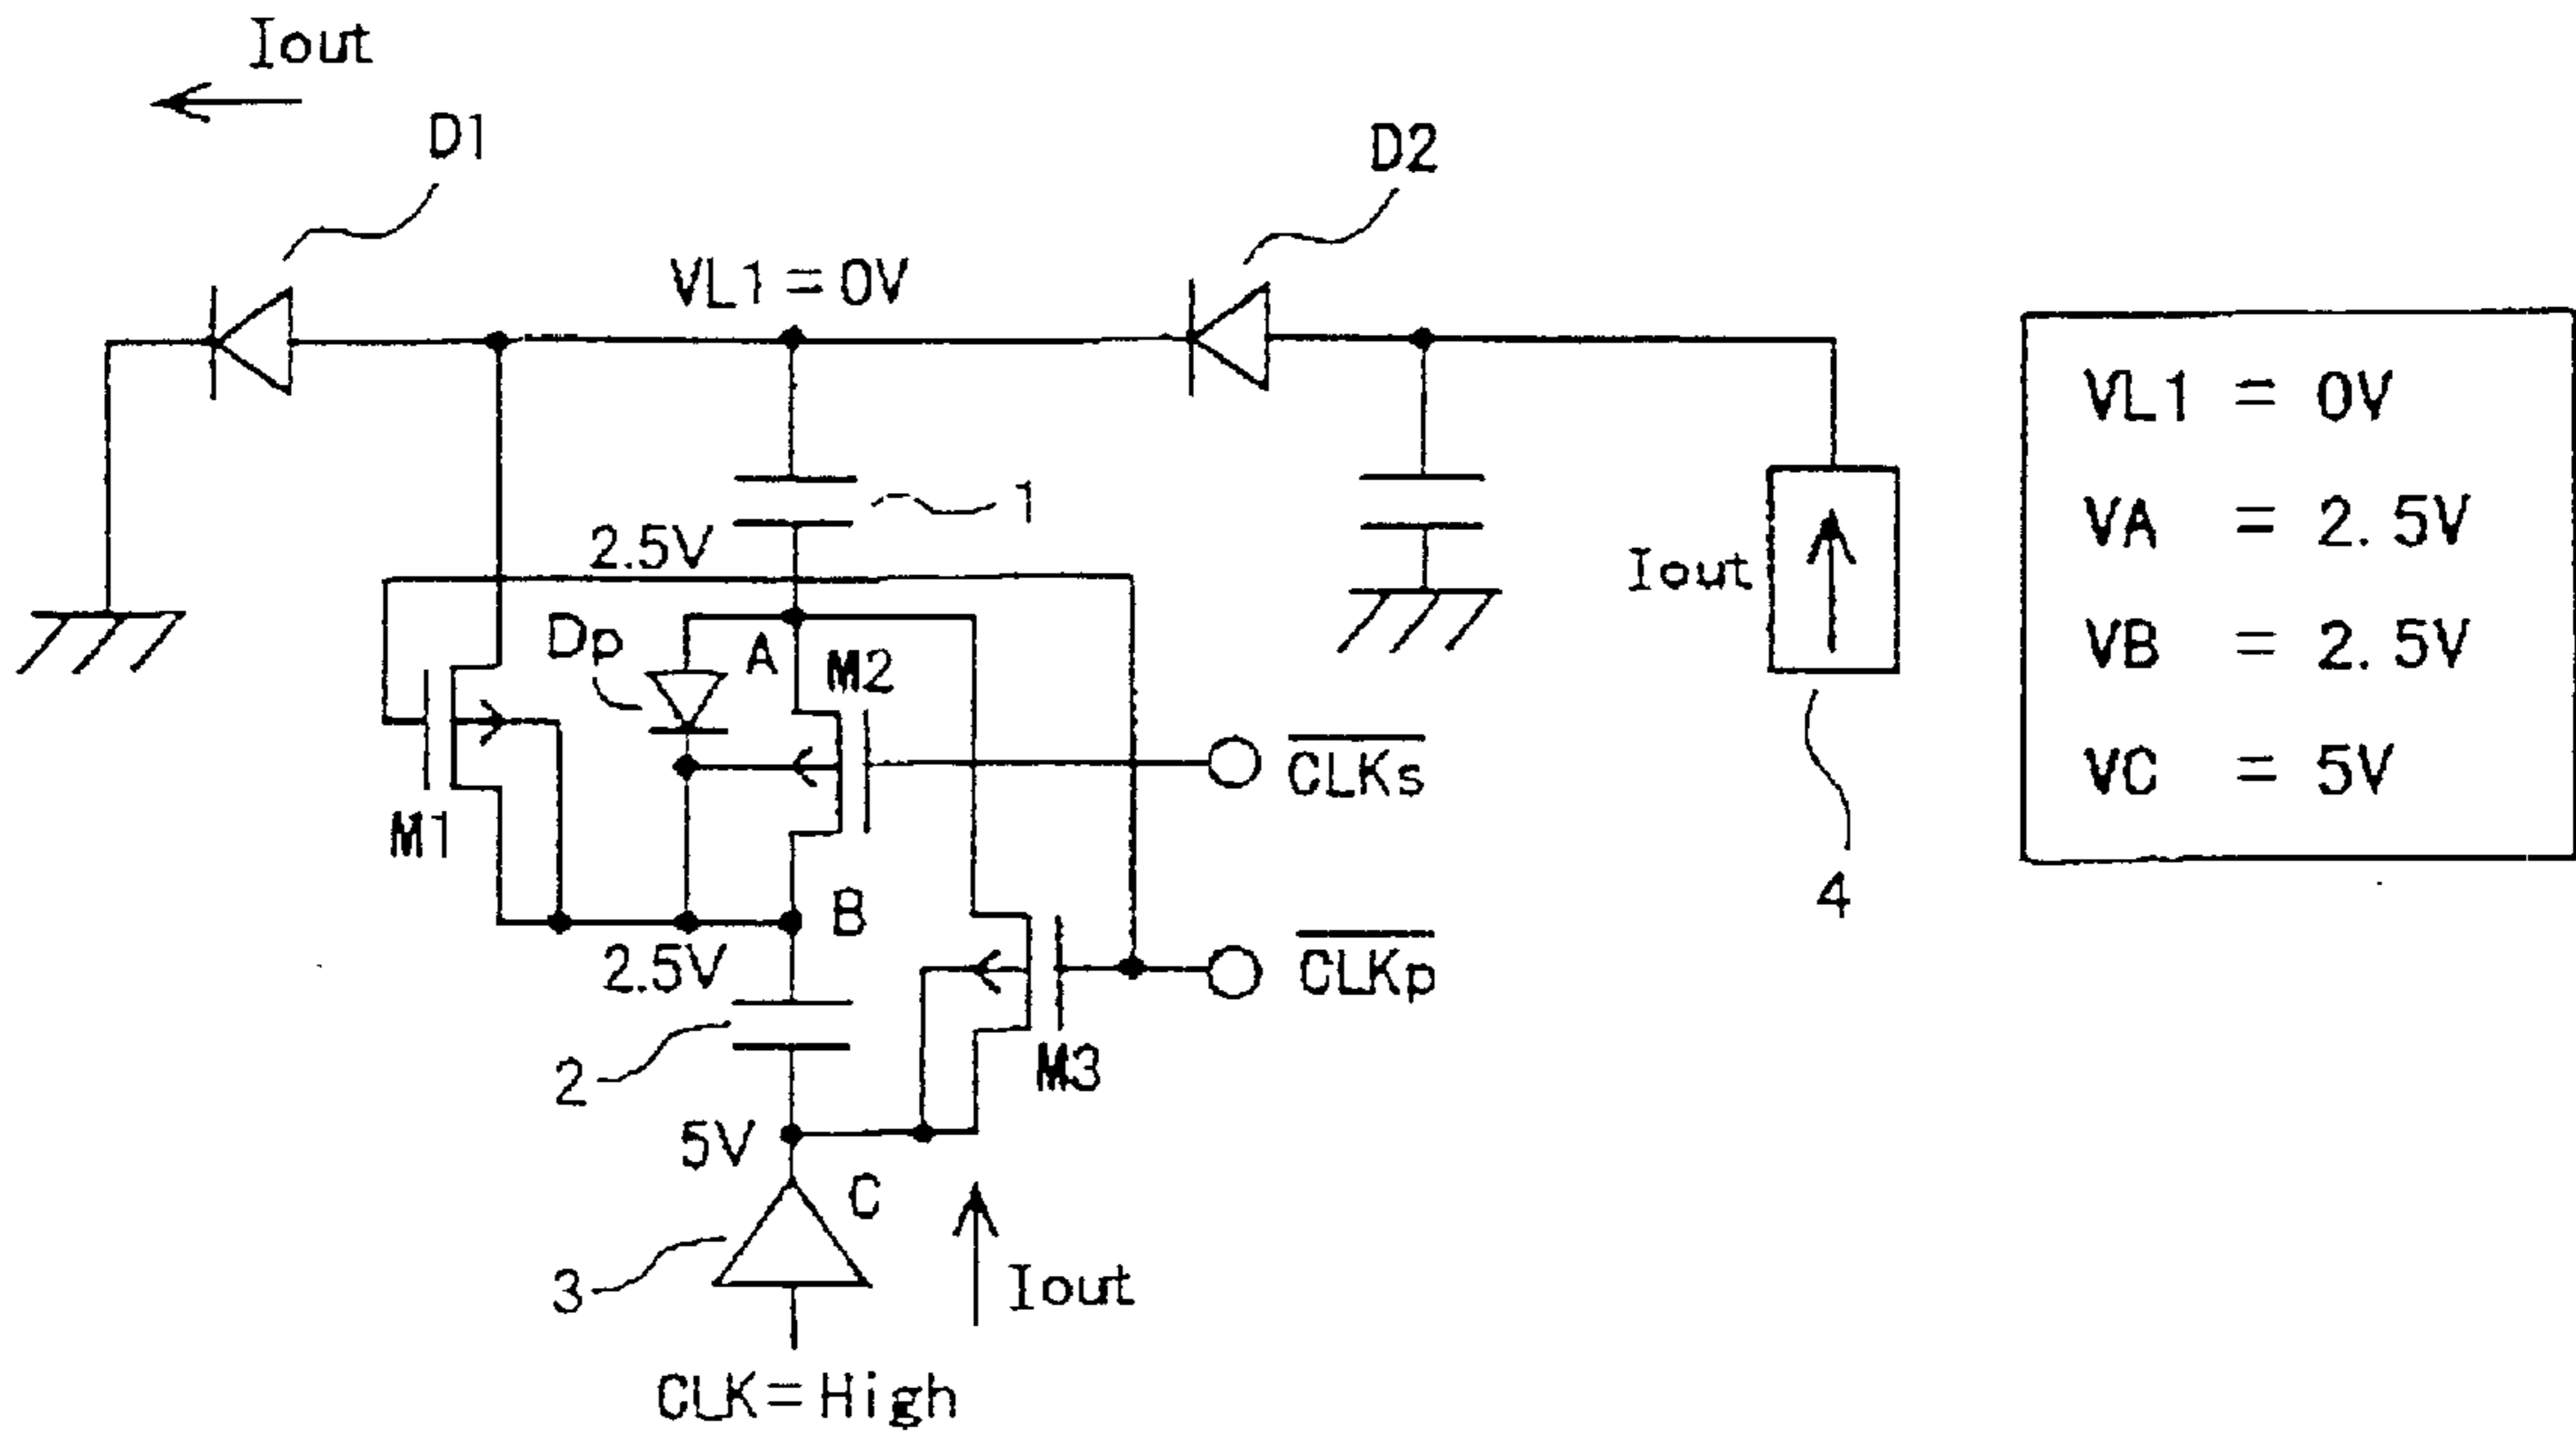 Iout
D1
D2
VL1 = 0V
VL1 = 0V
VA = 2.5V
VB = 2.5V
VC = 5V
1
2.5V
Iout
Dp
A
M2
CLKs
M1
4
B
2.5V
CLKp
2
M3
5V
C
3
Iout
CLK=High